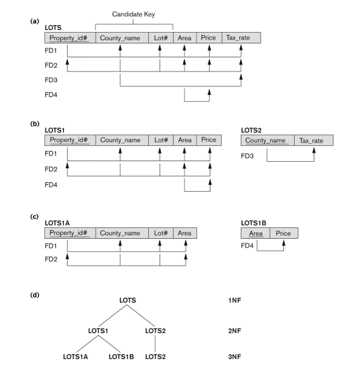 Candidate Key
(a)
LOTS
Property_id# County_name Lot# Area Price Tax_rate
FD1
FD2
FD3
FD4
(b)
LOTS1 LOTS2
Property_id# County_name Lot# Area Price County_name Tax_rate
FD1
FD3
FD2
FD4
(c)
LOTS1A LOTS1B
Property_id# County_name Lot# Area Area Price
FD1 FD4
FD2
(d)
LOTS 1NF
LOTS1 LOTS2 2NF
LOTS1A LOTS1B LOTS2 3NF